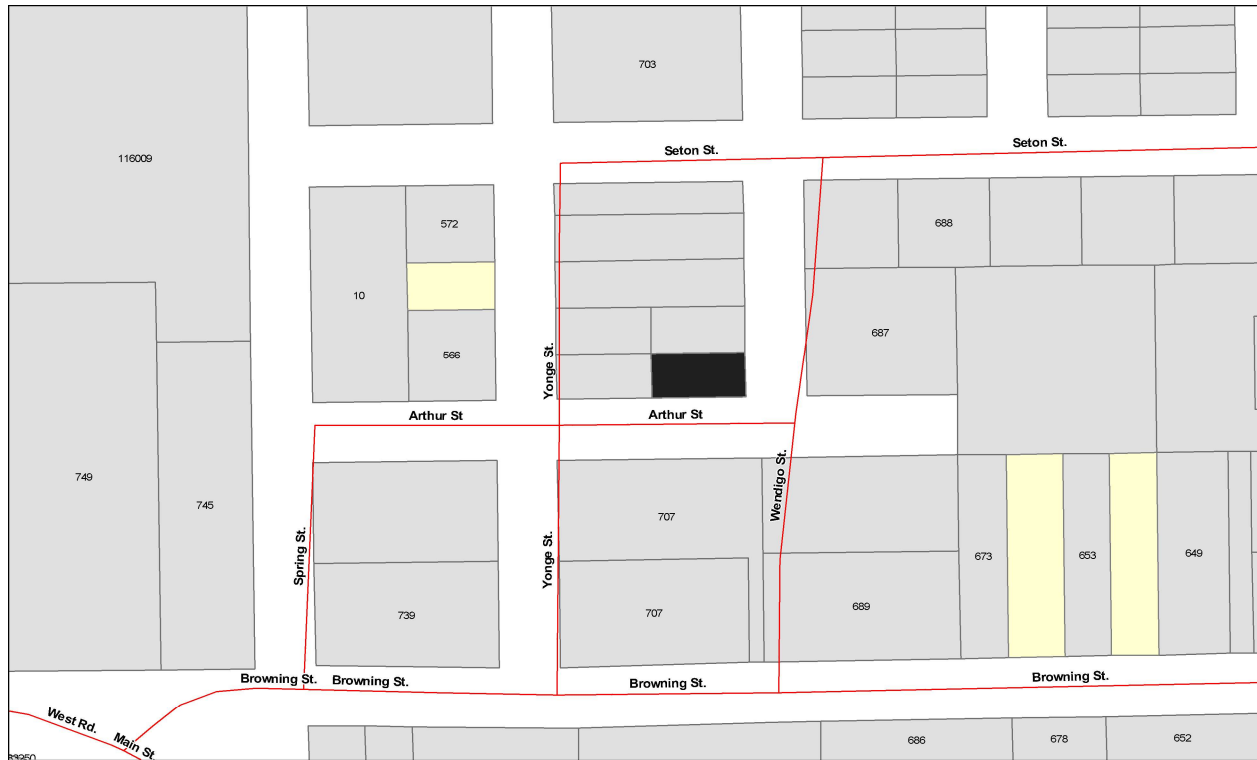 703
Seton St.
Seton St.
116009
572
688
10
687
566
Yonge St.
Arthur St
Arthur St
749
745
Wendigo St.
707
Spring St.
Yonge St.
673
653
649
739
707
689
Browning St.
Browning St.
Browning St.
Browning St.
West Rd.
Main St.
686
678
652